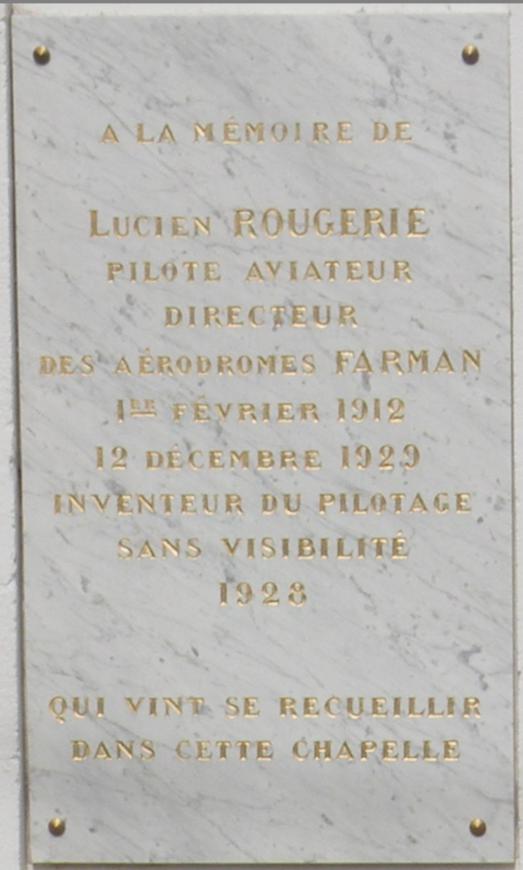 A LA MÉMOIRE DE
LUCIEN ROUGERIE
PILOTE AVIATEUR
DIRECTEUR
DES AÉRODROMES FARMAN
1ER FÉVRIER 1912
12 DÉCEMBRE 1929
INVENTEUR DU PILOTAGE
SANS VISIBILITÉ
1928
QUI VINT SE RECUEILLIR
DANS CETTE CHAPELLE